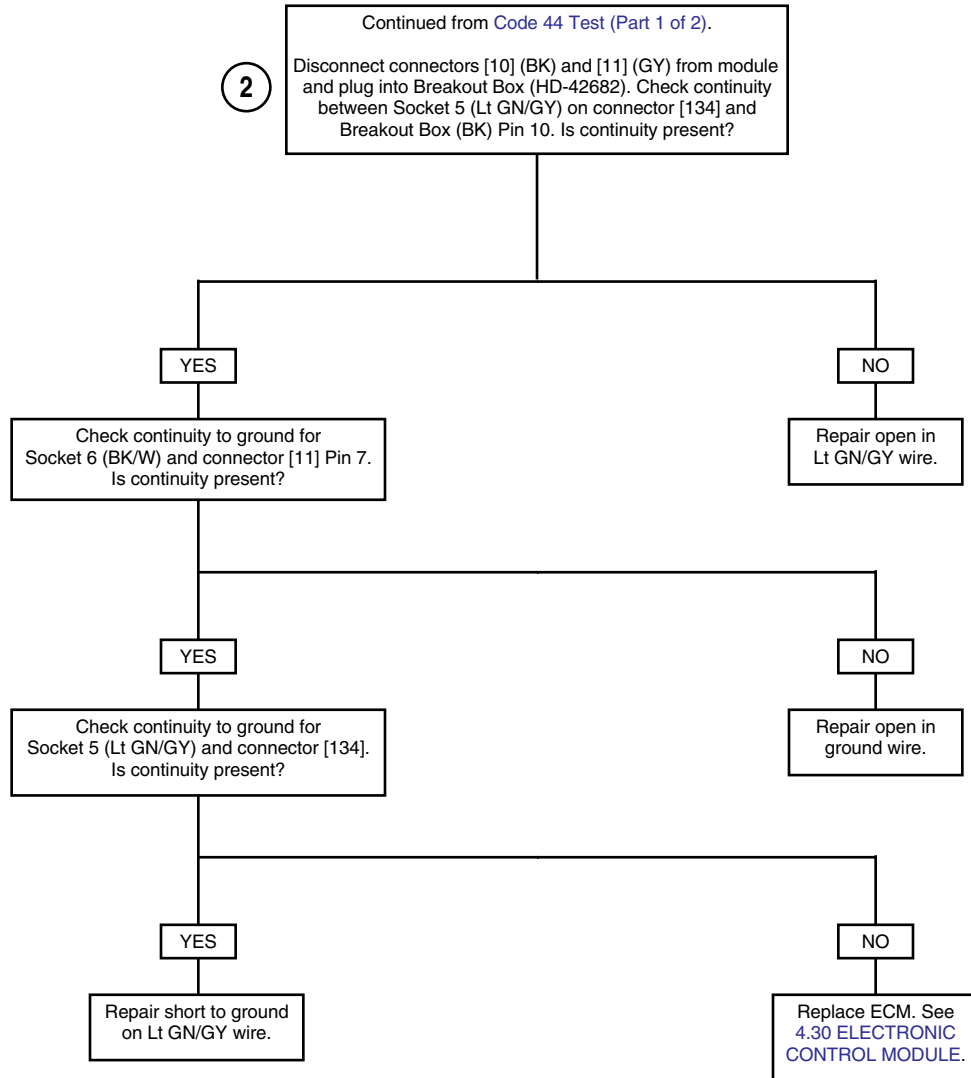 Continued from Code 44 Test (Part 1 of 2).
2
Disconnect connectors [10] (BK) and [11] (GY) from module
and plug into Breakout Box (HD-42682). Check continuity
between Socket 5 (Lt GN/GY) on connector [134] and
Breakout Box (BK) Pin 10. Is continuity present?
YES
NO
Check continuity to ground for
Socket 6 (BK/W) and connector [11] Pin 7.
Is continuity present?
Repair open in
Lt GN/GY wire.
YES
NO
Check continuity to ground for
Socket 5 (Lt GN/GY) and connector [134].
Is continuity present?
Repair open in
ground wire.
YES
NO
Repair short to ground
on Lt GN/GY wire.
Replace ECM. See
4.30 ELECTRONIC
CONTROL MODULE.